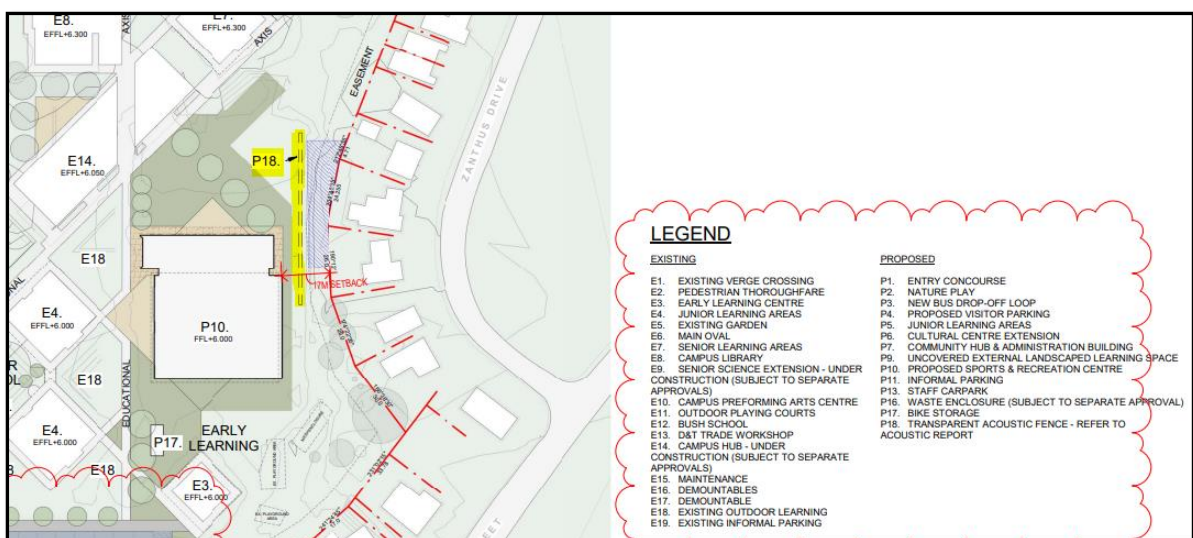 E8.
EFFL+6.300
AXIS
E7.
EFFL+6.300
AXIS
EASEMENT
ZANTHUS DRIVE
P18.
E14.
EFFL+6.050
E18
17M SETBACK
E4.
EFFL+6.000
P10.
FFL+6.000
E18
EDUCATIONAL
EARLY
LEARNING
P17.
E4.
EFFL+6.000
E18
E3.
EFFL+6.000
LEGEND
EXISTING
E1. EXISTING VERGE CROSSING
E2. PEDESTRIAN THOROUGHFARE
E3. EARLY LEARNING CENTRE
E4. JUNIOR LEARNING AREAS
E5. EXISTING GARDEN
E6. MAIN OVAL
E7. SENIOR LEARNING AREAS
E8. CAMPUS LIBRARY
E9. SENIOR SCIENCE EXTENSION - UNDER
CONSTRUCTION (SUBJECT TO SEPARATE
APPROVALS)
E10. CAMPUS PREFORMING ARTS CENTRE
E11. OUTDOOR PLAYING COURTS
E12. BUSH SCHOOL
E13. D&T TRADE WORKSHOP
E14. CAMPUS HUB - UNDER
CONSTRUCTION (SUBJECT TO SEPARATE
APPROVALS)
E15. MAINTENANCE
E16. DEMOUNTABLES
E17. DEMOUNTABLE
E18. EXISTING OUTDOOR LEARNING
E19. EXISTING INFORMAL PARKING
PROPOSED
P1. ENTRY CONCOURSE
P2. NATURE PLAY
P3. NEW BUS DROP-OFF LOOP
P4. PROPOSED VISITOR PARKING
P5. JUNIOR LEARNING AREAS
P6. CULTURAL CENTRE EXTENSION
P7. COMMUNITY HUB & ADMINISTRATION BUILDING
P9. UNCOVERED EXTERNAL LANDSCAPED LEARNING SPACE
P10. PROPOSED SPORTS & RECREATION CENTRE
P11. INFORMAL PARKING
P13. STAFF CARPARK
P16. WASTE ENCLOSURE (SUBJECT TO SEPARATE APPROVAL)
P17. BIKE STORAGE
P18. TRANSPARENT ACOUSTIC FENCE - REFER TO
ACOUSTIC REPORT